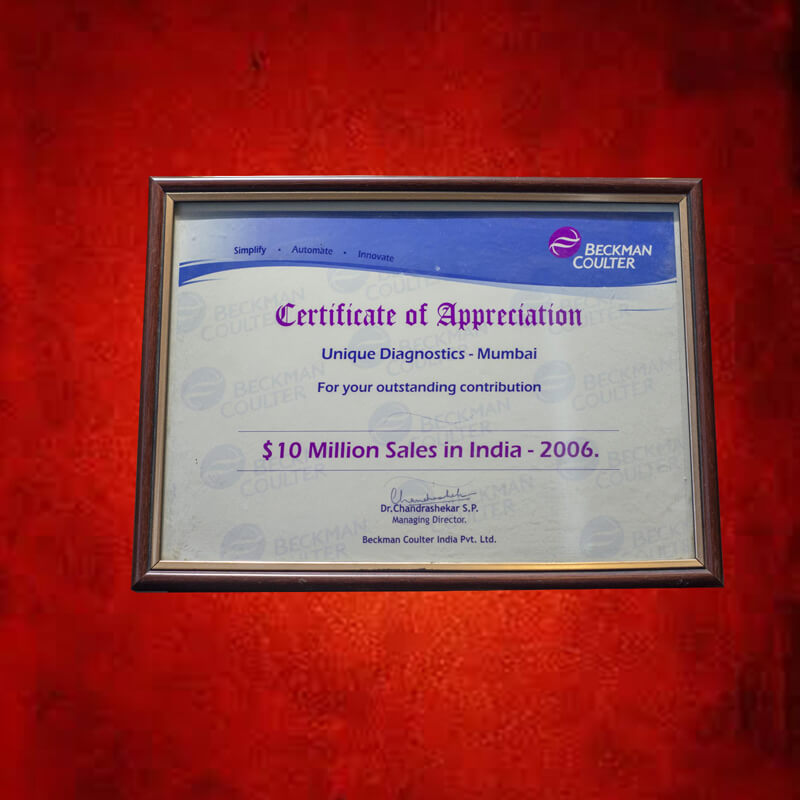 Simplify • Automate • Innovate
BECKMAN
COULTER
Certificate of Appreciation
Unique Diagnostics - Mumbai
For your outstanding contribution
$10 Million Sales in India - 2006.
Chandrashekar
Dr.Chandrashekar S.P.
Managing Director.
Beckman Coulter India Pvt. Ltd.